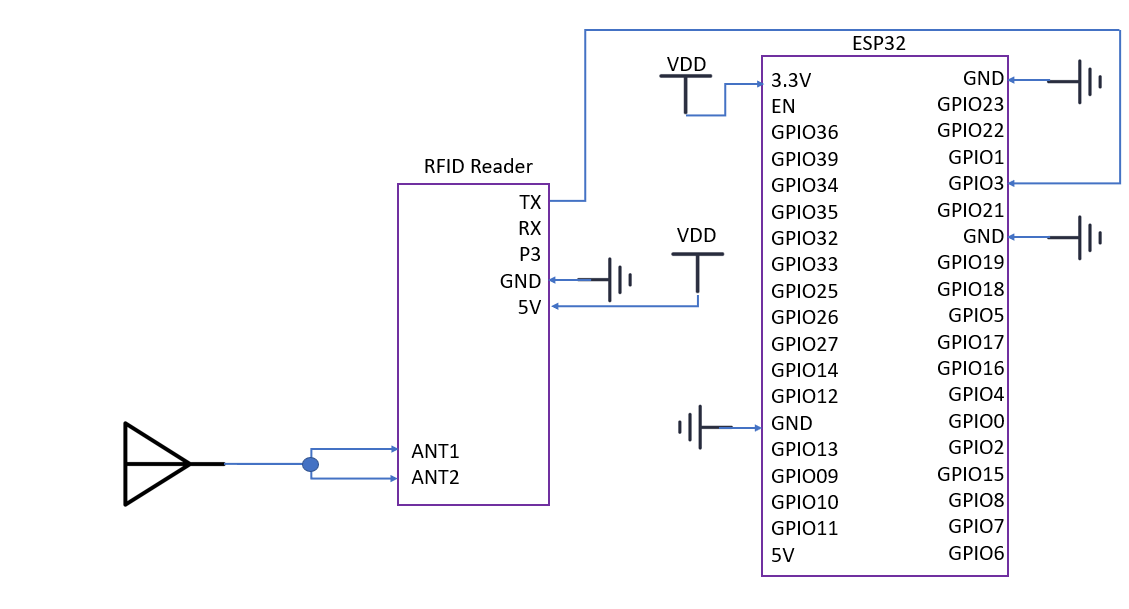 ESP32
VDD
3.3V
EN
GPIO36
GPIO39
GPIO34
GPIO35
GPIO32
GPIO33
GPIO25
GPIO26
GPIO27
GPIO14
GPIO12
GND
GPIO13
GPIO09
GPIO10
GPIO11
5V
GND
GPIO23
GPIO22
GPIO1
GPIO3
GPIO21
GND
GPIO19
GPIO18
GPIO5
GPIO17
GPIO16
GPIO4
GPIO0
GPIO2
GPIO15
GPIO8
GPIO7
GPIO6
RFID Reader
TX
RX
P3
GND
5V
VDD
ANT1
ANT2